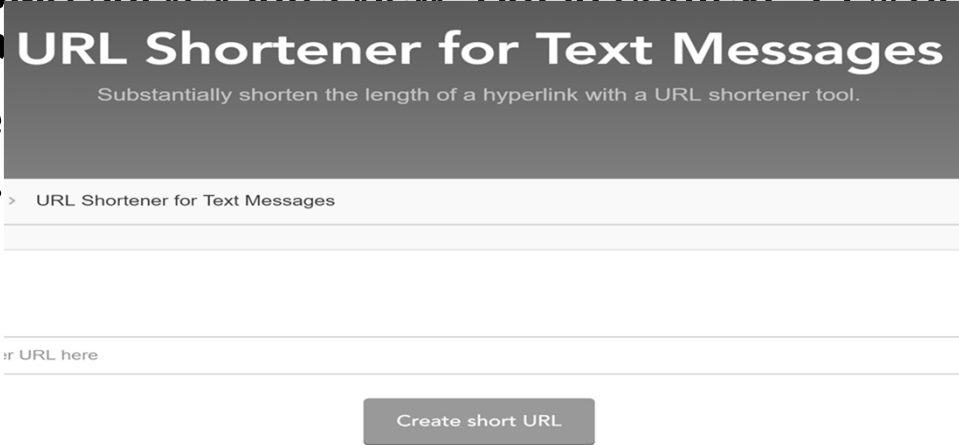 URL Shortener for Text Messages
Substantially shorten the length of a hyperlink with a URL shortener tool.
> URL Shortener for Text Messages
URL here
Create short URL